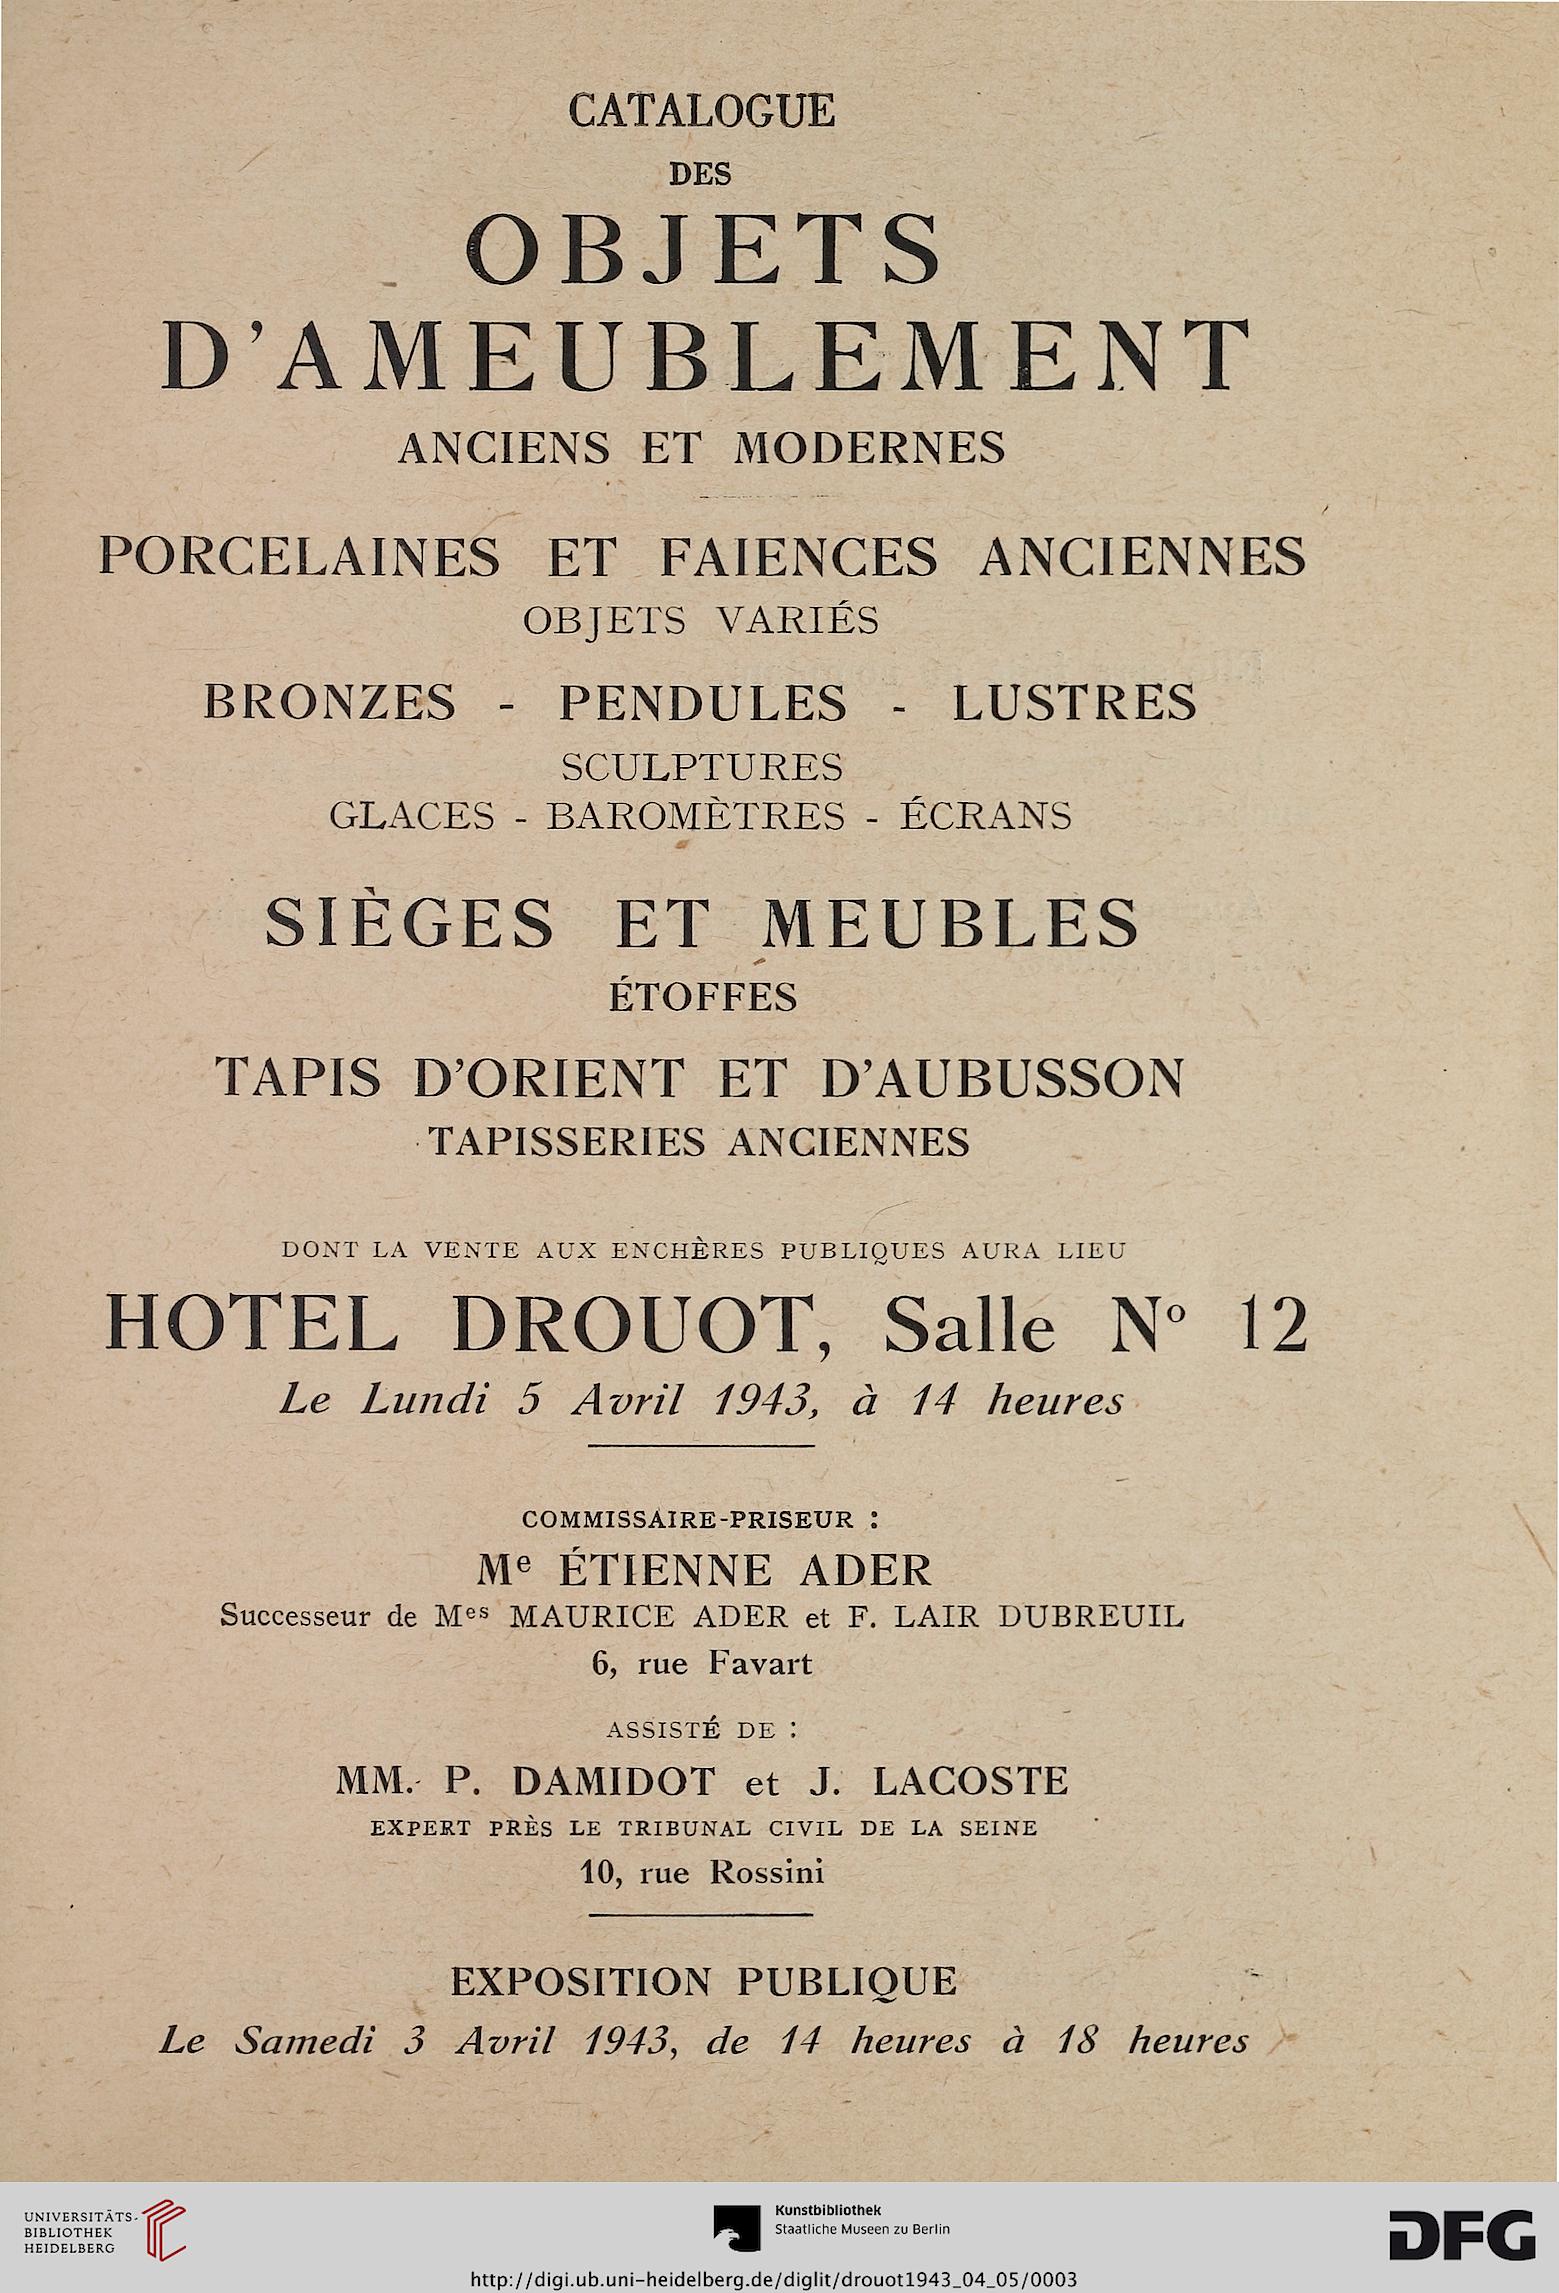 CATALOGUE
DES
OBJETS
D'AMEUBLEMENT
ANCIENS ET MODERNES
PORCELAINES ET FAIENCES ANCIENNES
OBJETS VARIÉS
BRONZES - PENDULES - LUSTRES
SCULPTURES
GLACES - BAROMÈTRES - ÉCRANS
SIÈGES ET MEUBLES
ÉTOFFES
TAPIS D'ORIENT ET D'AUBUSSON
TAPISSERIES ANCIENNES
DONT LA VENTE AUX ENCHÈRES PUBLIQUES AURA LIEU
HOTEL DROUOT, Salle Nº 12
Le Lundi 5 Avril 1943, à 14 heures
COMMISSAIRE-PRISEUR :
Mᵉ ÉTIENNE ADER
Successeur de Mᵉˢ MAURICE ADER et F. LAIR DUBREUIL
6, rue Favart
ASSISTÉ DE :
MM. P. DAMIDOT et J. LACOSTE
EXPERT PRÈS LE TRIBUNAL CIVIL DE LA SEINE
10, rue Rossini
EXPOSITION PUBLIQUE
Le Samedi 3 Avril 1943, de 14 heures à 18 heures
UNIVERSITÄTS-
BIBLIOTHEK
HEIDELBERG
Kunstbibliothek
Staatliche Museen zu Berlin
DFG
http://digi.ub.uni-heidelberg.de/diglit/drouot1943_04_05/0003